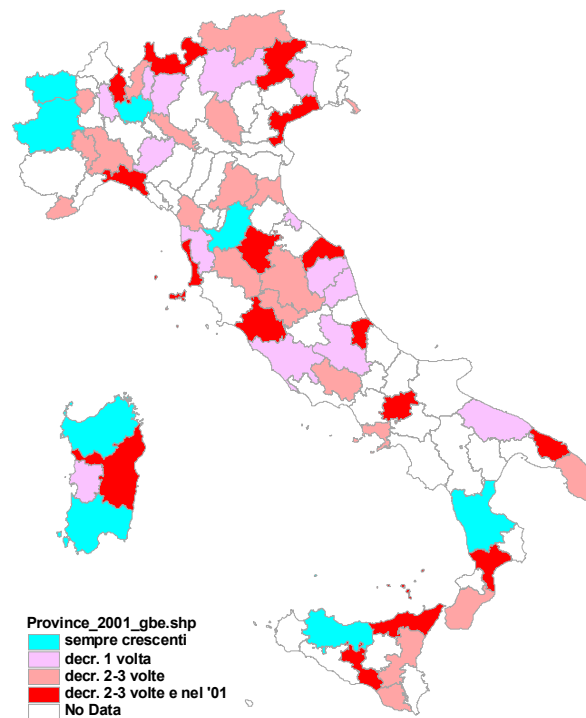 Province_2001_gbe.shp
sempre crescenti
decr. 1 volta
decr. 2-3 volte
decr. 2-3 volte e nel '01
No Data